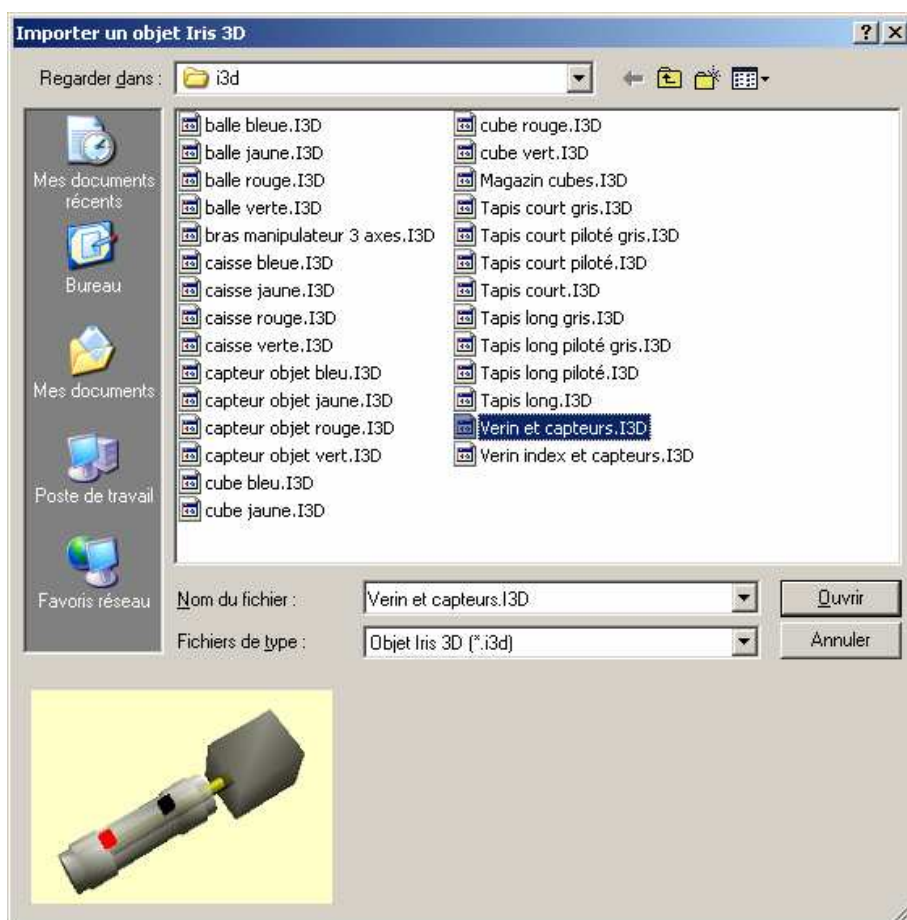 Importer un objet Iris 3D
Regarder dans :
i3d
Mes documents
récents
Bureau
Mes documents
Poste de travail
Favoris réseau
balle bleue.I3D
balle jaune.I3D
balle rouge.I3D
balle verte.I3D
bras manipulateur 3 axes.I3D
caisse bleue.I3D
caisse jaune.I3D
caisse rouge.I3D
caisse verte.I3D
capteur objet bleu.I3D
capteur objet jaune.I3D
capteur objet rouge.I3D
capteur objet vert.I3D
cube bleu.I3D
cube jaune.I3D
cube rouge.I3D
cube vert.I3D
Magazin cubes.I3D
Tapis court gris.I3D
Tapis court piloté gris.I3D
Tapis court piloté.I3D
Tapis court.I3D
Tapis long gris.I3D
Tapis long piloté gris.I3D
Tapis long piloté.I3D
Tapis long.I3D
Verin et capteurs.I3D
Verin index et capteurs.I3D
Nom du fichier :
Verin et capteurs.I3D
Ouvrir
Fichiers de type :
Objet Iris 3D (*.i3d)
Annuler